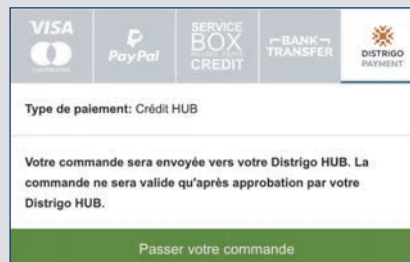 VISA
PayPal
SERVICE
BOX
CREDIT
BANK
TRANSFER
DISTRIGO
PAYMENT
Type de paiement: Crédit HUB
Votre commande sera envoyée vers votre Distrigo HUB. La
commande ne sera valide qu'après approbation par votre
Distrigo HUB.
Passer votre commande